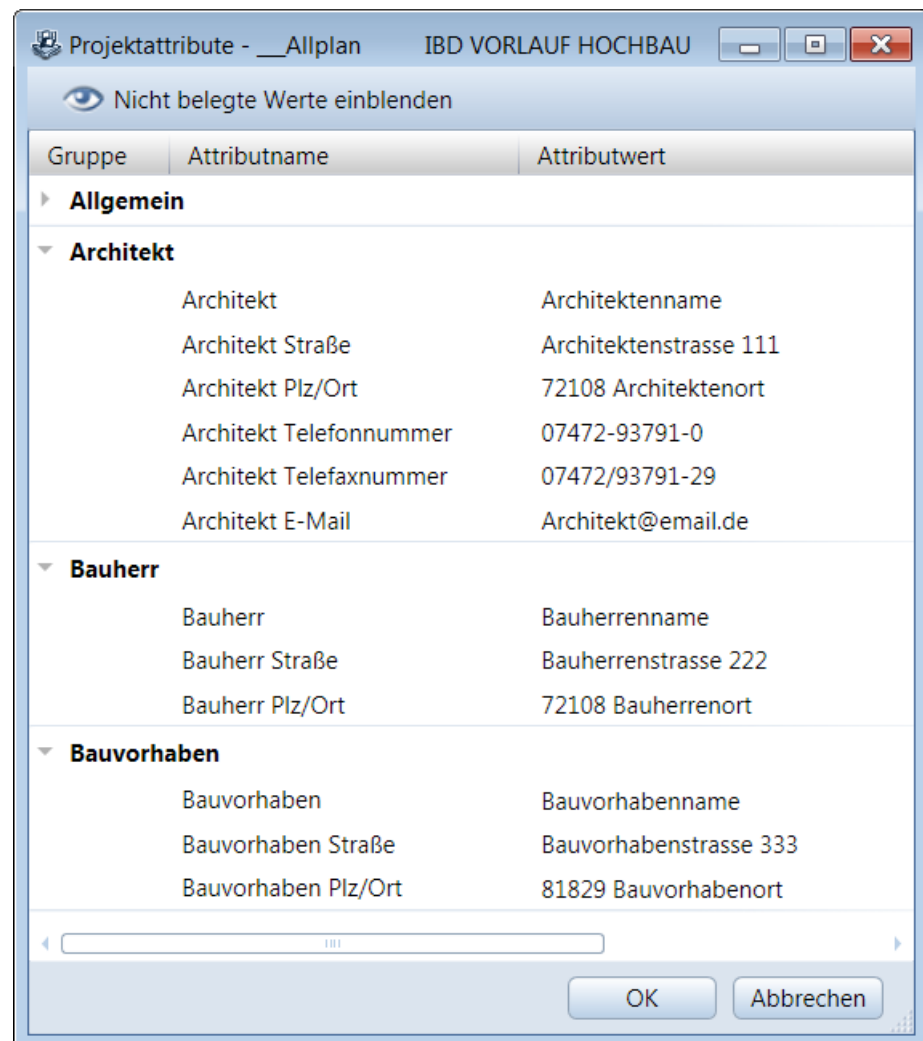 Projektattribute - ___Allplan IBD VORLAUF HOCHBAU
Nicht belegte Werte einblenden
Gruppe Attributname Attributwert
Allgemein
Architekt
Architekt Architektenname
Architekt Straße Architektenstrasse 111
Architekt Plz/Ort 72108 Architektenort
Architekt Telefonnummer 07472-93791-0
Architekt Telefaxnummer 07472/93791-29
Architekt E-Mail Architekt@email.de
Bauherr
Bauherr Bauherrenname
Bauherr Straße Bauherrenstrasse 222
Bauherr Plz/Ort 72108 Bauherrenort
Bauvorhaben
Bauvorhaben Bauvorhabenname
Bauvorhaben Straße Bauvorhabenstrasse 333
Bauvorhaben Plz/Ort 81829 Bauvorhabenort
OK Abbrechen